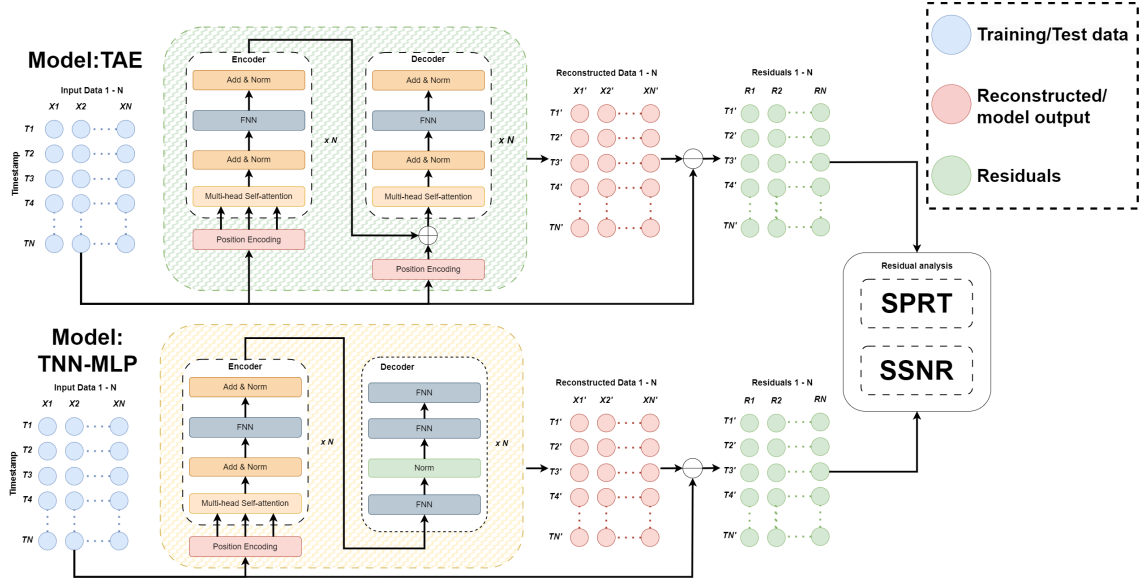 Model:TAE
Input Data 1 - N
X1 X2 XN
Timestamp
T1
T2
T3
T4
TN
Encoder
Add & Norm
FNN
Add & Norm
Multi-head Self-attention
x N
Position Encoding
Decoder
Add & Norm
FNN
Add & Norm
Multi-head Self-attention
x N
Position Encoding
Reconstructed Data 1 - N
X1' X2' XN'
T1'
T2'
T3'
T4'
TN'
Residuals 1 - N
R1 R2 RN
T1'
T2'
T3'
T4'
TN'
Training/Test data
Reconstructed/
model output
Residuals
Residual analysis
SPRT
SSNR
Model:
TNN-MLP
Input Data 1 - N
X1 X2 XN
Timestamp
T1
T2
T3
T4
TN
Encoder
Add & Norm
FNN
Add & Norm
Multi-head Self-attention
x N
Position Encoding
Decoder
FNN
FNN
Norm
FNN
x N
Reconstructed Data 1 - N
X1' X2' XN'
T1'
T2'
T3'
T4'
TN'
Residuals 1 - N
R1 R2 RN
T1'
T2'
T3'
T4'
TN'